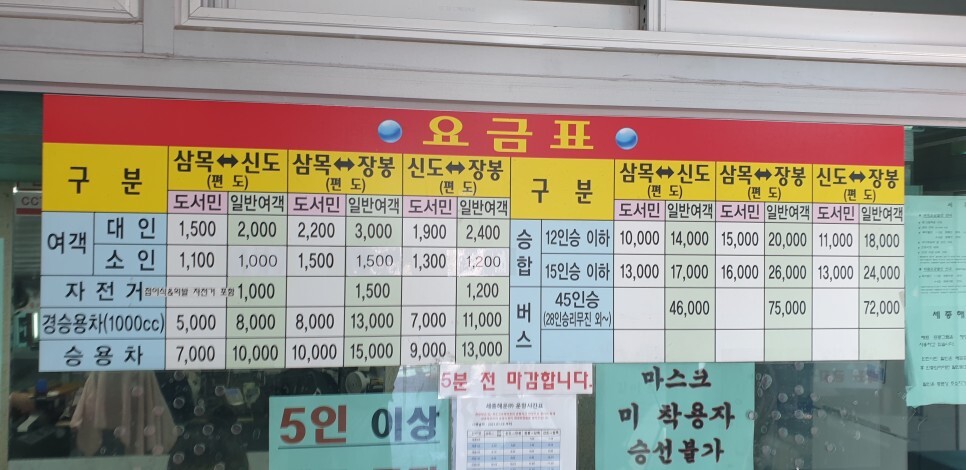 요금표
구 분 삼목↔신도 (편 도) 삼목↔장봉 (편 도) 신도↔장봉 (편 도) 구 분 삼목↔신도 (편 도) 삼목↔장봉 (편 도) 신도↔장봉 (편 도)
도서민 일반여객 도서민 일반여객 도서민 일반여객 도서민 일반여객 도서민 일반여객 도서민 일반여객
여객 대 인 1,500 2,000 2,200 3,000 1,900 2,400 승합 12인승 이하 10,000 14,000 15,000 20,000 11,000 18,000
소 인 1,100 1,000 1,500 1,500 1,300 1,200 15인승 이하 13,000 17,000 16,000 26,000 13,000 24,000
자전거 접이식&외발 자전거 포함 1,000 1,500 1,200 버스 45인승 (28인승리무진 외~) 46,000 75,000 72,000
경승용차(1000cc) 5,000 8,000 8,000 13,000 7,000 11,000
승용차 7,000 10,000 10,000 15,000 9,000 13,000
5분 전 마감합니다.
5인 이상
마스크
미 착용자
승선불가